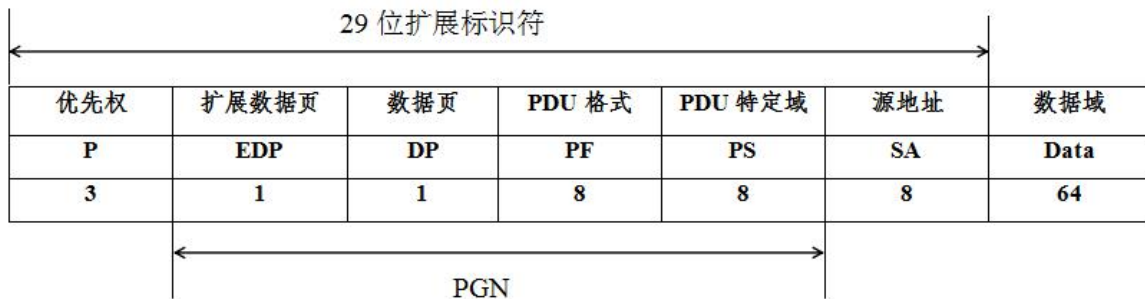 29 位扩展标识符
优先权 扩展数据页 数据页 PDU 格式 PDU 特定域 源地址 数据域
P EDP DP PF PS SA Data
3 1 1 8 8 8 64
PGN